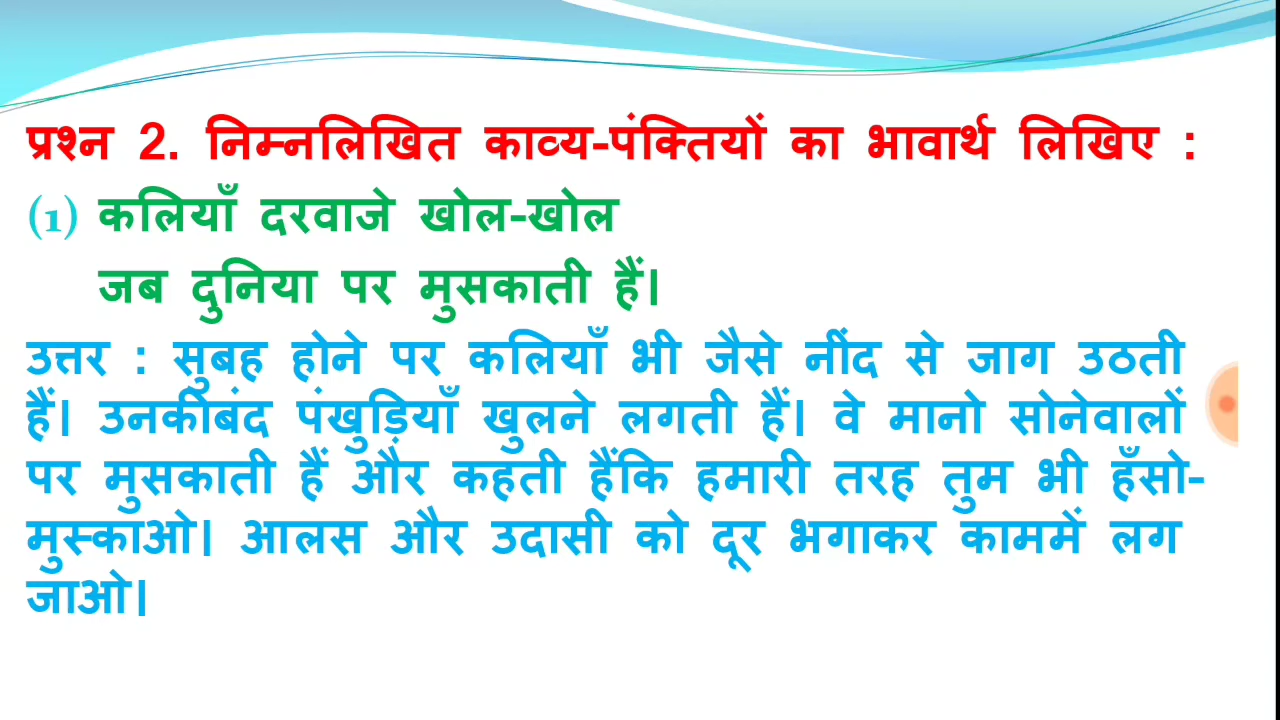 प्रश्न 2. निम्नलिखित काव्य-पंक्तियों का भावार्थ लिखिए :
(1) कलियाँ दरवाजे खोल-खोल
जब दुनिया पर मुसकाती हैं।
उत्तर : सुबह होने पर कलियाँ भी जैसे नींद से जाग उठती
हैं। उनकीबंद पंखुड़ियाँ खुलने लगती हैं। वे मानो सोनेवालों
पर मुसकाती हैं और कहती हैंकि हमारी तरह तुम भी हँसो-
मुस्काओ। आलस और उदासी को दूर भगाकर काममें लग
जाओ।